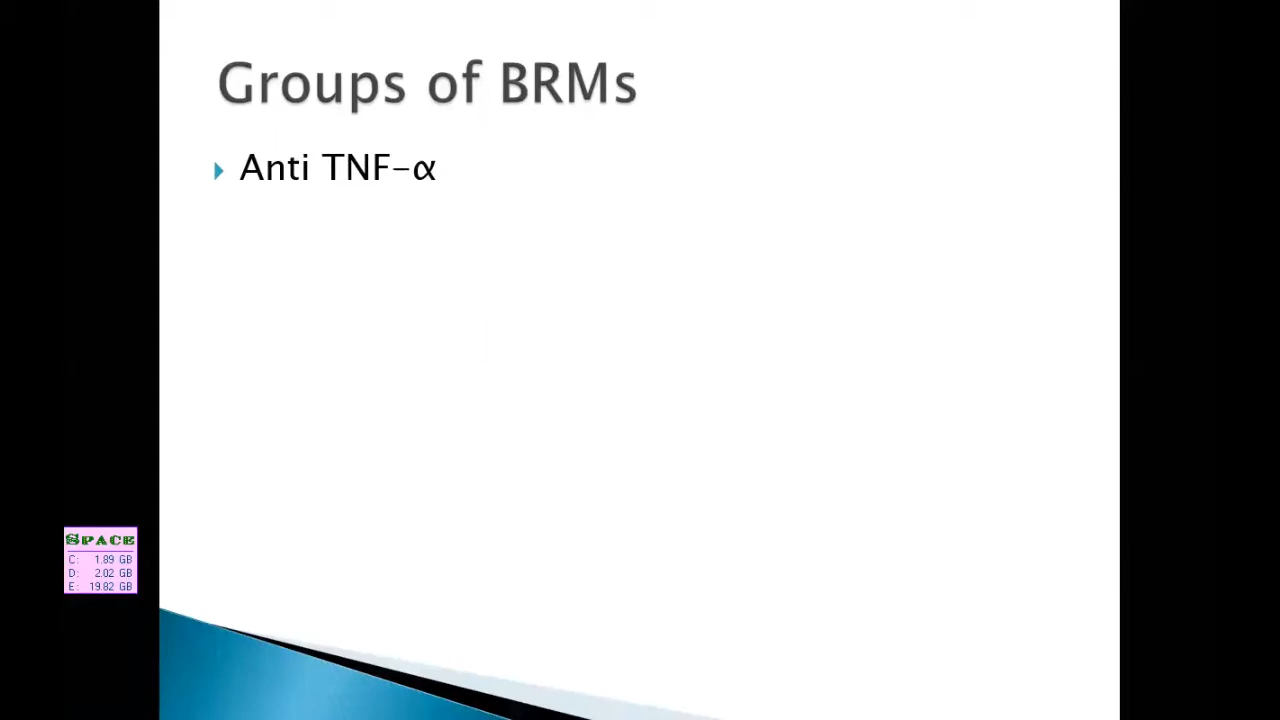 Groups of BRMs
Anti TNF-α
SPACE
C: 1.89 GB
D: 2.02 GB
E: 19.82 GB